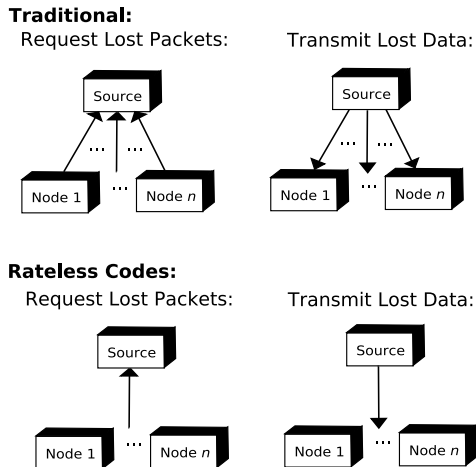 Traditional:
Request Lost Packets:
Transmit Lost Data:
Source
Source
... ...
...
Node 1
...
Node n
Node 1
...
Node n
Rateless Codes:
Request Lost Packets:
Transmit Lost Data:
Source
Source
Node 1
...
Node n
Node 1
...
Node n